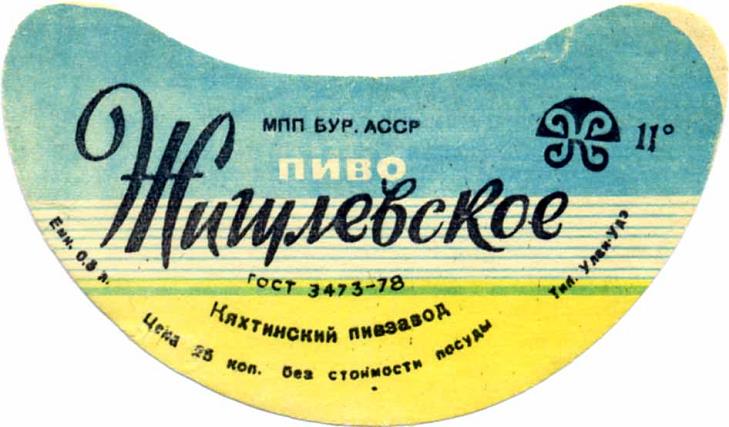 МПП БУР. АССР
11°
ПИВО
Жигулевское
Емк. 0.5 л.
Тип. Улан-Удэ
ГОСТ 3473-78
Кяхтинский пивзавод
Цена 25 коп. без стоимости посуды